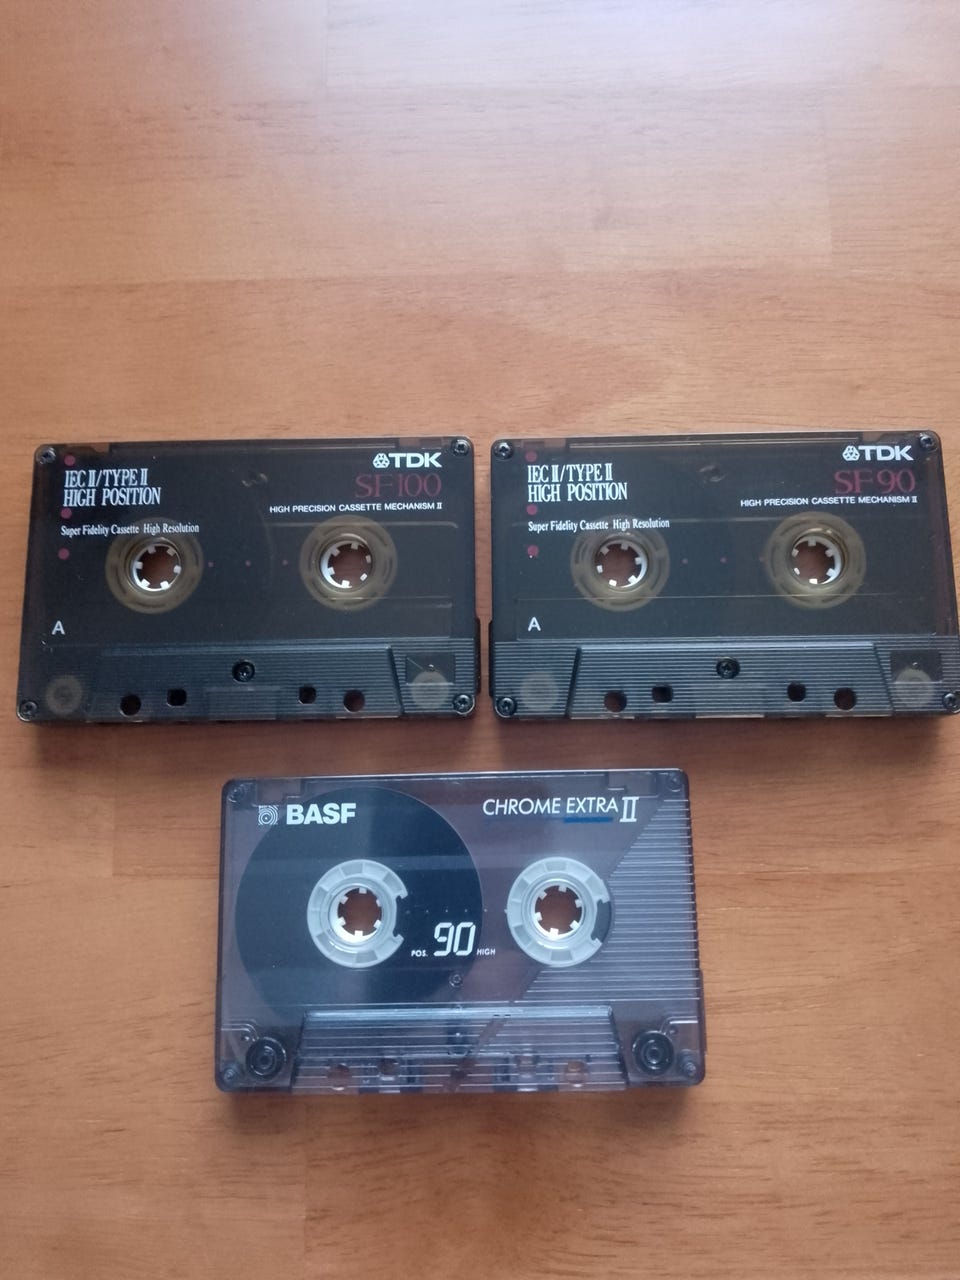 IEC II/TYPE II
HIGH POSITION
TDK
SF100
HIGH PRECISION CASSETTE MECHANISM II
Super Fidelity Cassette High Resolution
A
IEC II/TYPE II
HIGH POSITION
TDK
SF90
HIGH PRECISION CASSETTE MECHANISM II
Super Fidelity Cassette High Resolution
A
BASF
CHROME EXTRA II
POS. 90 HIGH